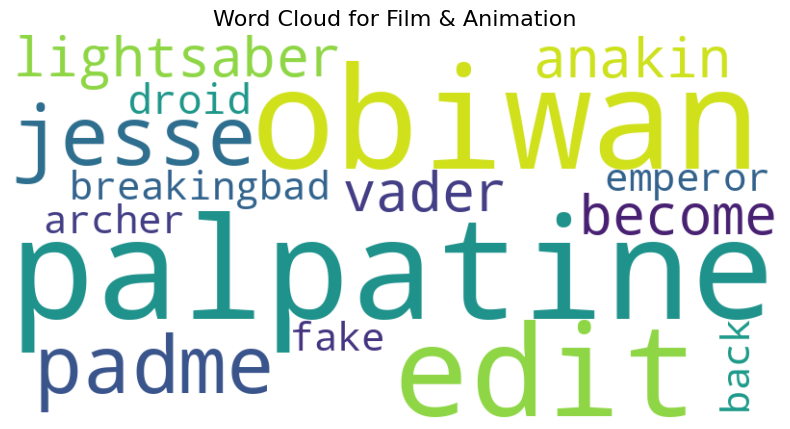 Word Cloud for Film & Animation
lightsaber
anakin
droid
obiwan
jesse
breakingbad
vader
emperor
archer
become
palpatine
fake
padme
edit
back